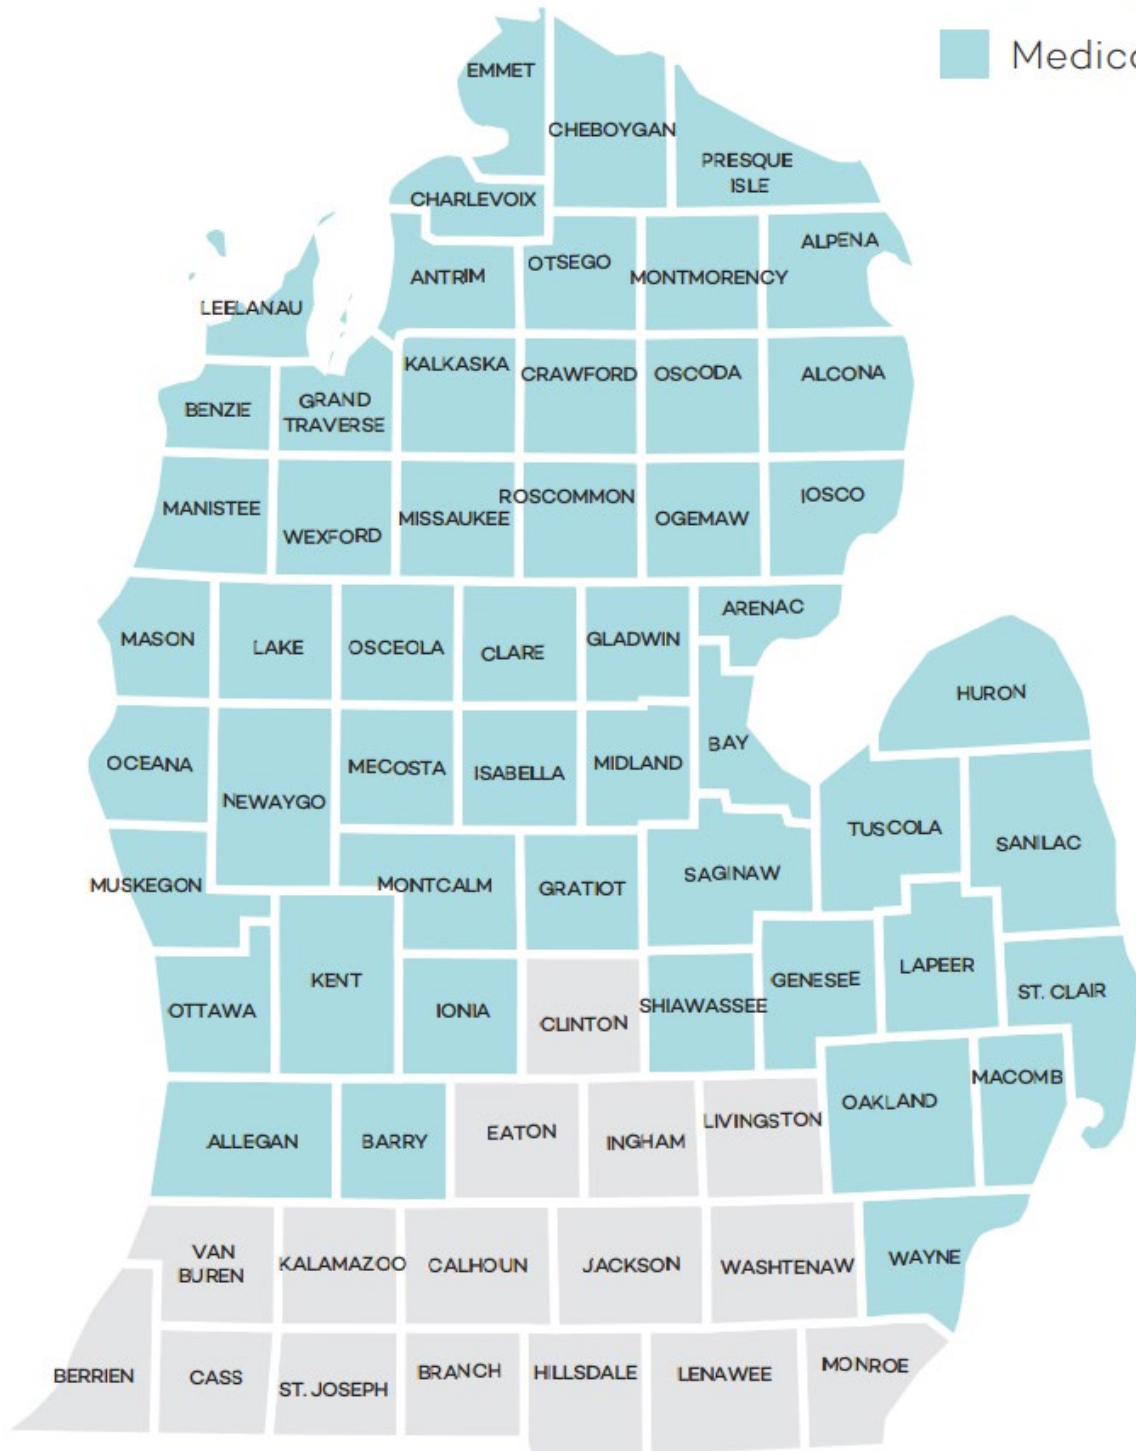 EMMET
Medico
CHEBOYGAN
PRESQUE
ISLE
CHARLEVOIX
ALPENA
OTSEGO
ANTRIM
MONTMORENCY
LEELANAU
KALKASKA
CRAWFORD
OSCODA
ALCONA
BENZIE
GRAND
TRAVERSE
MANISTEE
WEXFORD
MISSAUKEE
ROSCOMMON
OGEMAW
IOSCO
ARENAC
MASON
LAKE
OSCEOLA
CLARE
GLADWIN
HURON
OCEANA
NEWAYGO
MECOSTA
ISABELLA
MIDLAND
BAY
TUSCOLA
SANILAC
MUSKEGON
MONTCALM
GRATIOT
SAGINAW
OTTAWA
KENT
IONIA
CLINTON
SHIAWASSEE
GENESEE
LAPEER
ST. CLAIR
ALLEGAN
BARRY
EATON
INGHAM
LIVINGSTON
OAKLAND
MACOMB
VAN
BUREN
KALAMAZOO
CALHOUN
JACKSON
WASHTENAW
WAYNE
BERRIEN
CASS
ST. JOSEPH
BRANCH
HILLSDALE
LENAWEE
MONROE